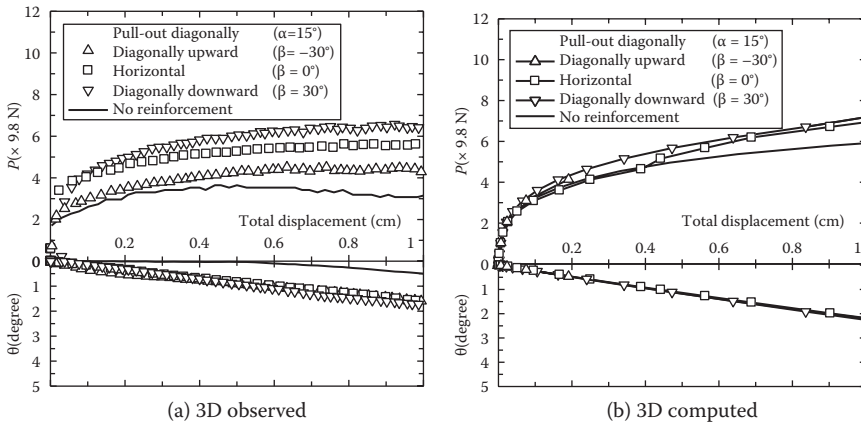 12
10
8
6
4
2
0
1
2
3
4
5
P(× 9.8 N)
θ(degree)
Pull-out diagonally (α=15°)
Diagonally upward (β= −30°)
Horizontal (β = 0°)
Diagonally downward (β = 30°)
No reinforcement
Total displacement (cm)
0.2 0.4 0.6 0.8 1
(a) 3D observed
12
10
8
6
4
2
0
1
2
3
4
5
P(× 9.8 N)
θ(degree)
Pull-out diagonally (α = 15°)
Diagonally upward (β = −30°)
Horizontal (β = 0°)
Diagonally downward (β = 30°)
No reinforcement
Total displacement (cm)
0.2 0.4 0.6 0.8 1
(b) 3D computed